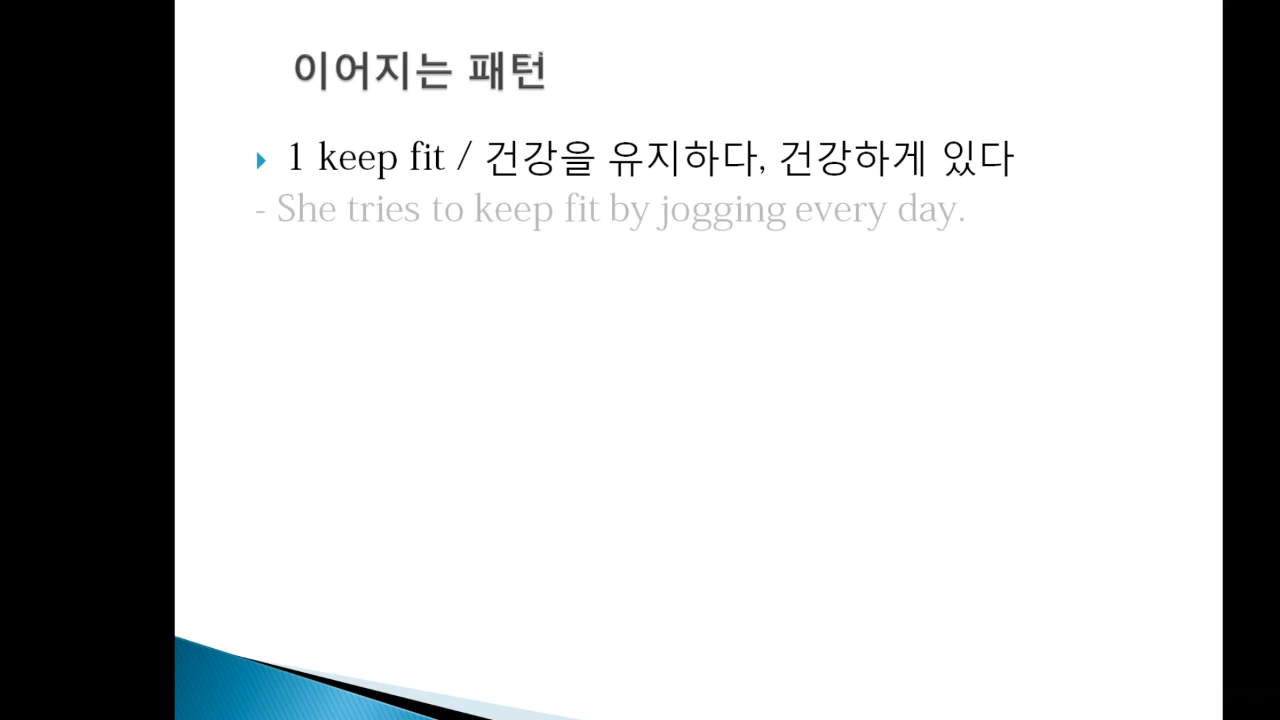 이어지는 패턴
1 keep fit / 건강을 유지하다, 건강하게 있다
- She tries to keep fit by jogging every day.